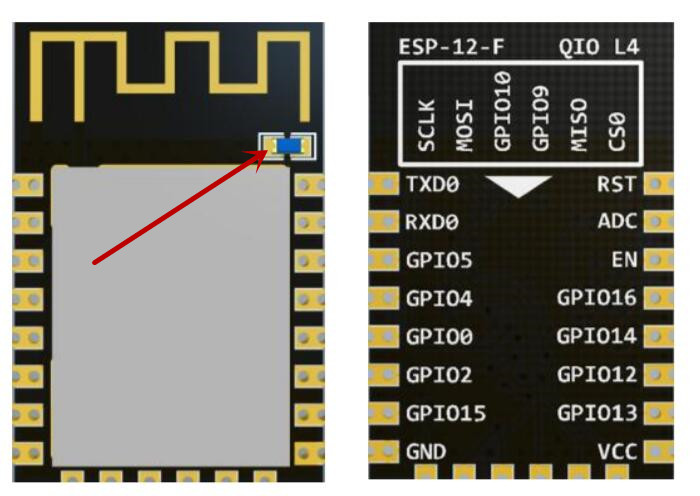 ESP-12-F QIO L4
SCLK MOSI GPIO10 GPIO9 MISO CS0
TXD0 RST
RXD0 ADC
GPIO5 EN
GPIO4 GPIO16
GPIO0 GPIO14
GPIO2 GPIO12
GPIO15 GPIO13
GND VCC